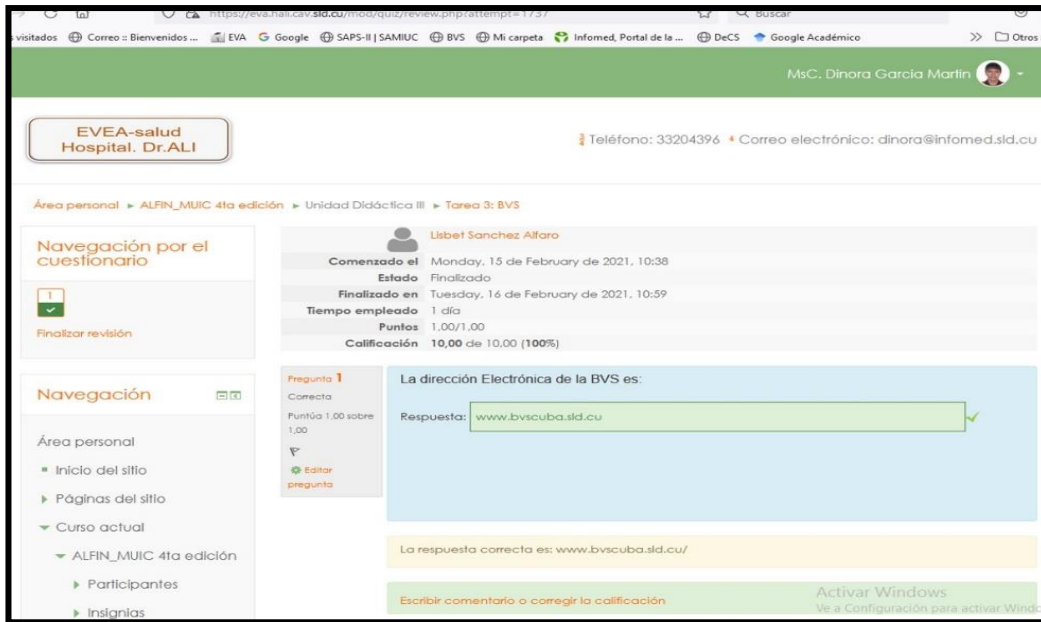 https://eva.hali.cav.sld.cu/mod/quiz/review.php?attempt=1737
Buscar
visitados Correo :: Bienvenidos ... EVA Google SAPS-II | SAMIUC BVS Mi carpeta Infomed, Portal de la ... DeCS Google Académico >> Otros
MsC. Dinora Garcia Martin
EVEA-salud
Hospital. Dr.ALI
Teléfono: 33204396 Correo electrónico: dinora@infomed.sld.cu
Área personal ► ALFIN_MUIC 4ta edición ► Unidad Didáctica III ► Tarea 3: BVS
Navegación por el
cuestionario
1
Finalizar revisión
Lisbet Sanchez Alfaro
Comenzado el Monday, 15 de February de 2021, 10:38
Estado Finalizado
Finalizado en Tuesday, 16 de February de 2021, 10:59
Tiempo empleado 1 día
Puntos 1,00/1,00
Calificación 10,00 de 10,00 (100%)
Navegación
Área personal
Inicio del sitio
Páginas del sitio
Curso actual
ALFIN_MUIC 4ta edición
Participantes
Insignias
Pregunta 1
Correcta
Puntúa 1,00 sobre
1,00
Editar
pregunta
La dirección Electrónica de la BVS es:
Respuesta: www.bvscuba.sld.cu
La respuesta correcta es: www.bvscuba.sld.cu/
Escribir comentario o corregir la calificación
Activar Windows
Ve a Configuración para activar Windo